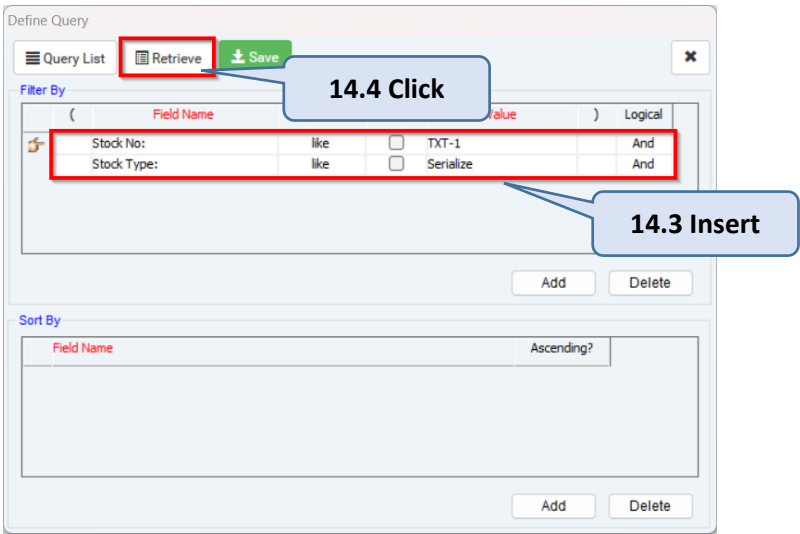 Define Query
Query List Retrieve Save
14.4 Click
Filter By
( Field Name Value ) Logical
Stock No: like TXT-1 And
Stock Type: like Serialize And
14.3 Insert
Add Delete
Sort By
Field Name Ascending?
Add Delete